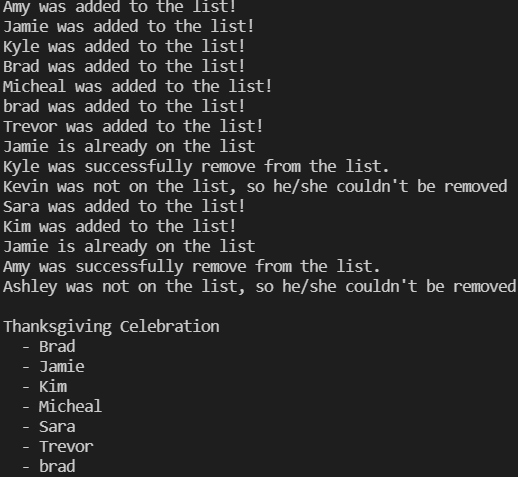 Amy was added to the list!
Jamie was added to the list!
Kyle was added to the list!
Brad was added to the list!
Micheal was added to the list!
brad was added to the list!
Trevor was added to the list!
Jamie is already on the list
Kyle was successfully remove from the list.
Kevin was not on the list, so he/she couldn't be removed
Sara was added to the list!
Kim was added to the list!
Jamie is already on the list
Amy was successfully remove from the list.
Ashley was not on the list, so he/she couldn't be removed

Thanksgiving Celebration
  - Brad
  - Jamie
  - Kim
  - Micheal
  - Sara
  - Trevor
  - brad